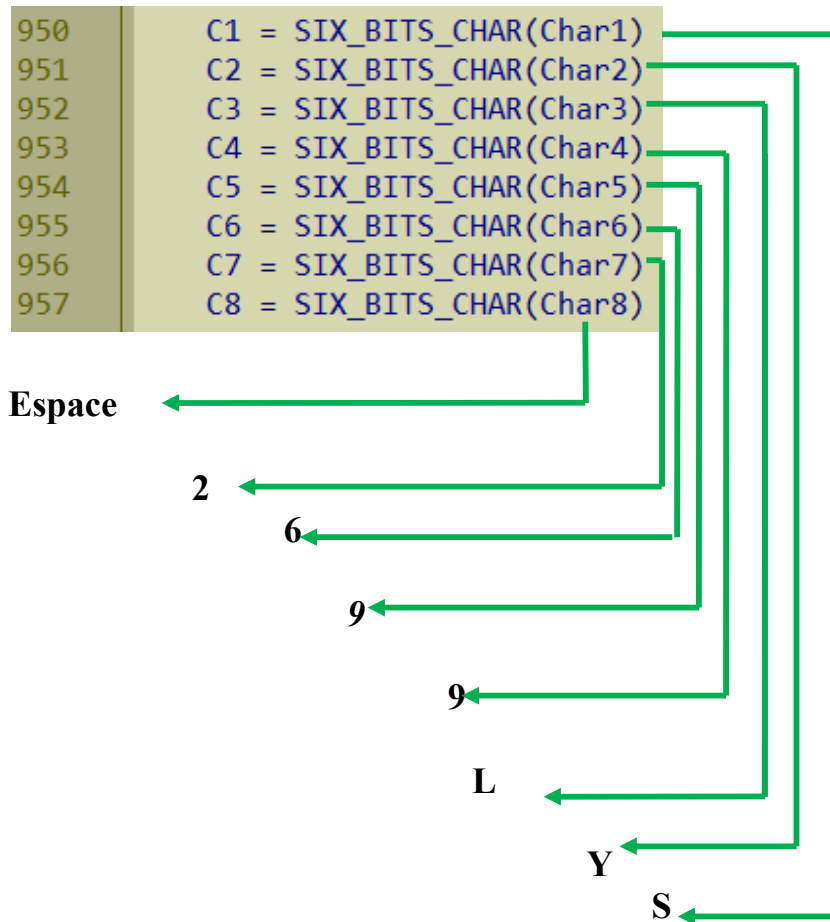 950 C1 = SIX_BITS_CHAR(Char1)
951 C2 = SIX_BITS_CHAR(Char2)
952 C3 = SIX_BITS_CHAR(Char3)
953 C4 = SIX_BITS_CHAR(Char4)
954 C5 = SIX_BITS_CHAR(Char5)
955 C6 = SIX_BITS_CHAR(Char6)
956 C7 = SIX_BITS_CHAR(Char7)
957 C8 = SIX_BITS_CHAR(Char8)
Espace
2
6
9
9
L
Y
S